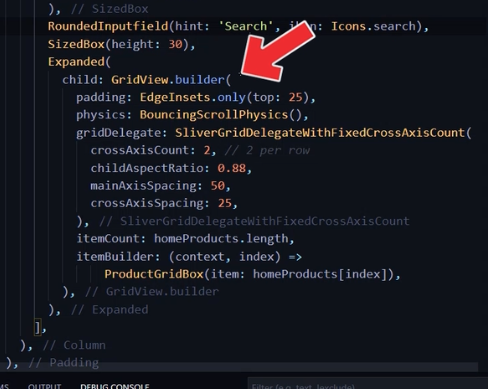 ), // SizedBox
RoundedInputfield(hint: 'Search', Icons.search),
SizedBox(height: 30),
Expanded(
child: GridView.builder(
padding: EdgeInsets.only(top: 25),
physics: BouncingScrollPhysics(),
gridDelegate: SliverGridDelegateWithFixedCrossAxisCount(
crossAxisCount: 2, // 2 per row
childAspectRatio: 0.88,
mainAxisSpacing: 50,
crossAxisSpacing: 25,
), // SliverGridDelegateWithFixedCrossAxisCount
itemCount: homeProducts.length,
itemBuilder: (context, index) =>
ProductGridBox(item: homeProducts[index]),
), // GridView.builder
), // Expanded
],
), // Column
), // Padding
OUTPUT DEBUG CONSOLE Filter (e.g. text, !exclude)